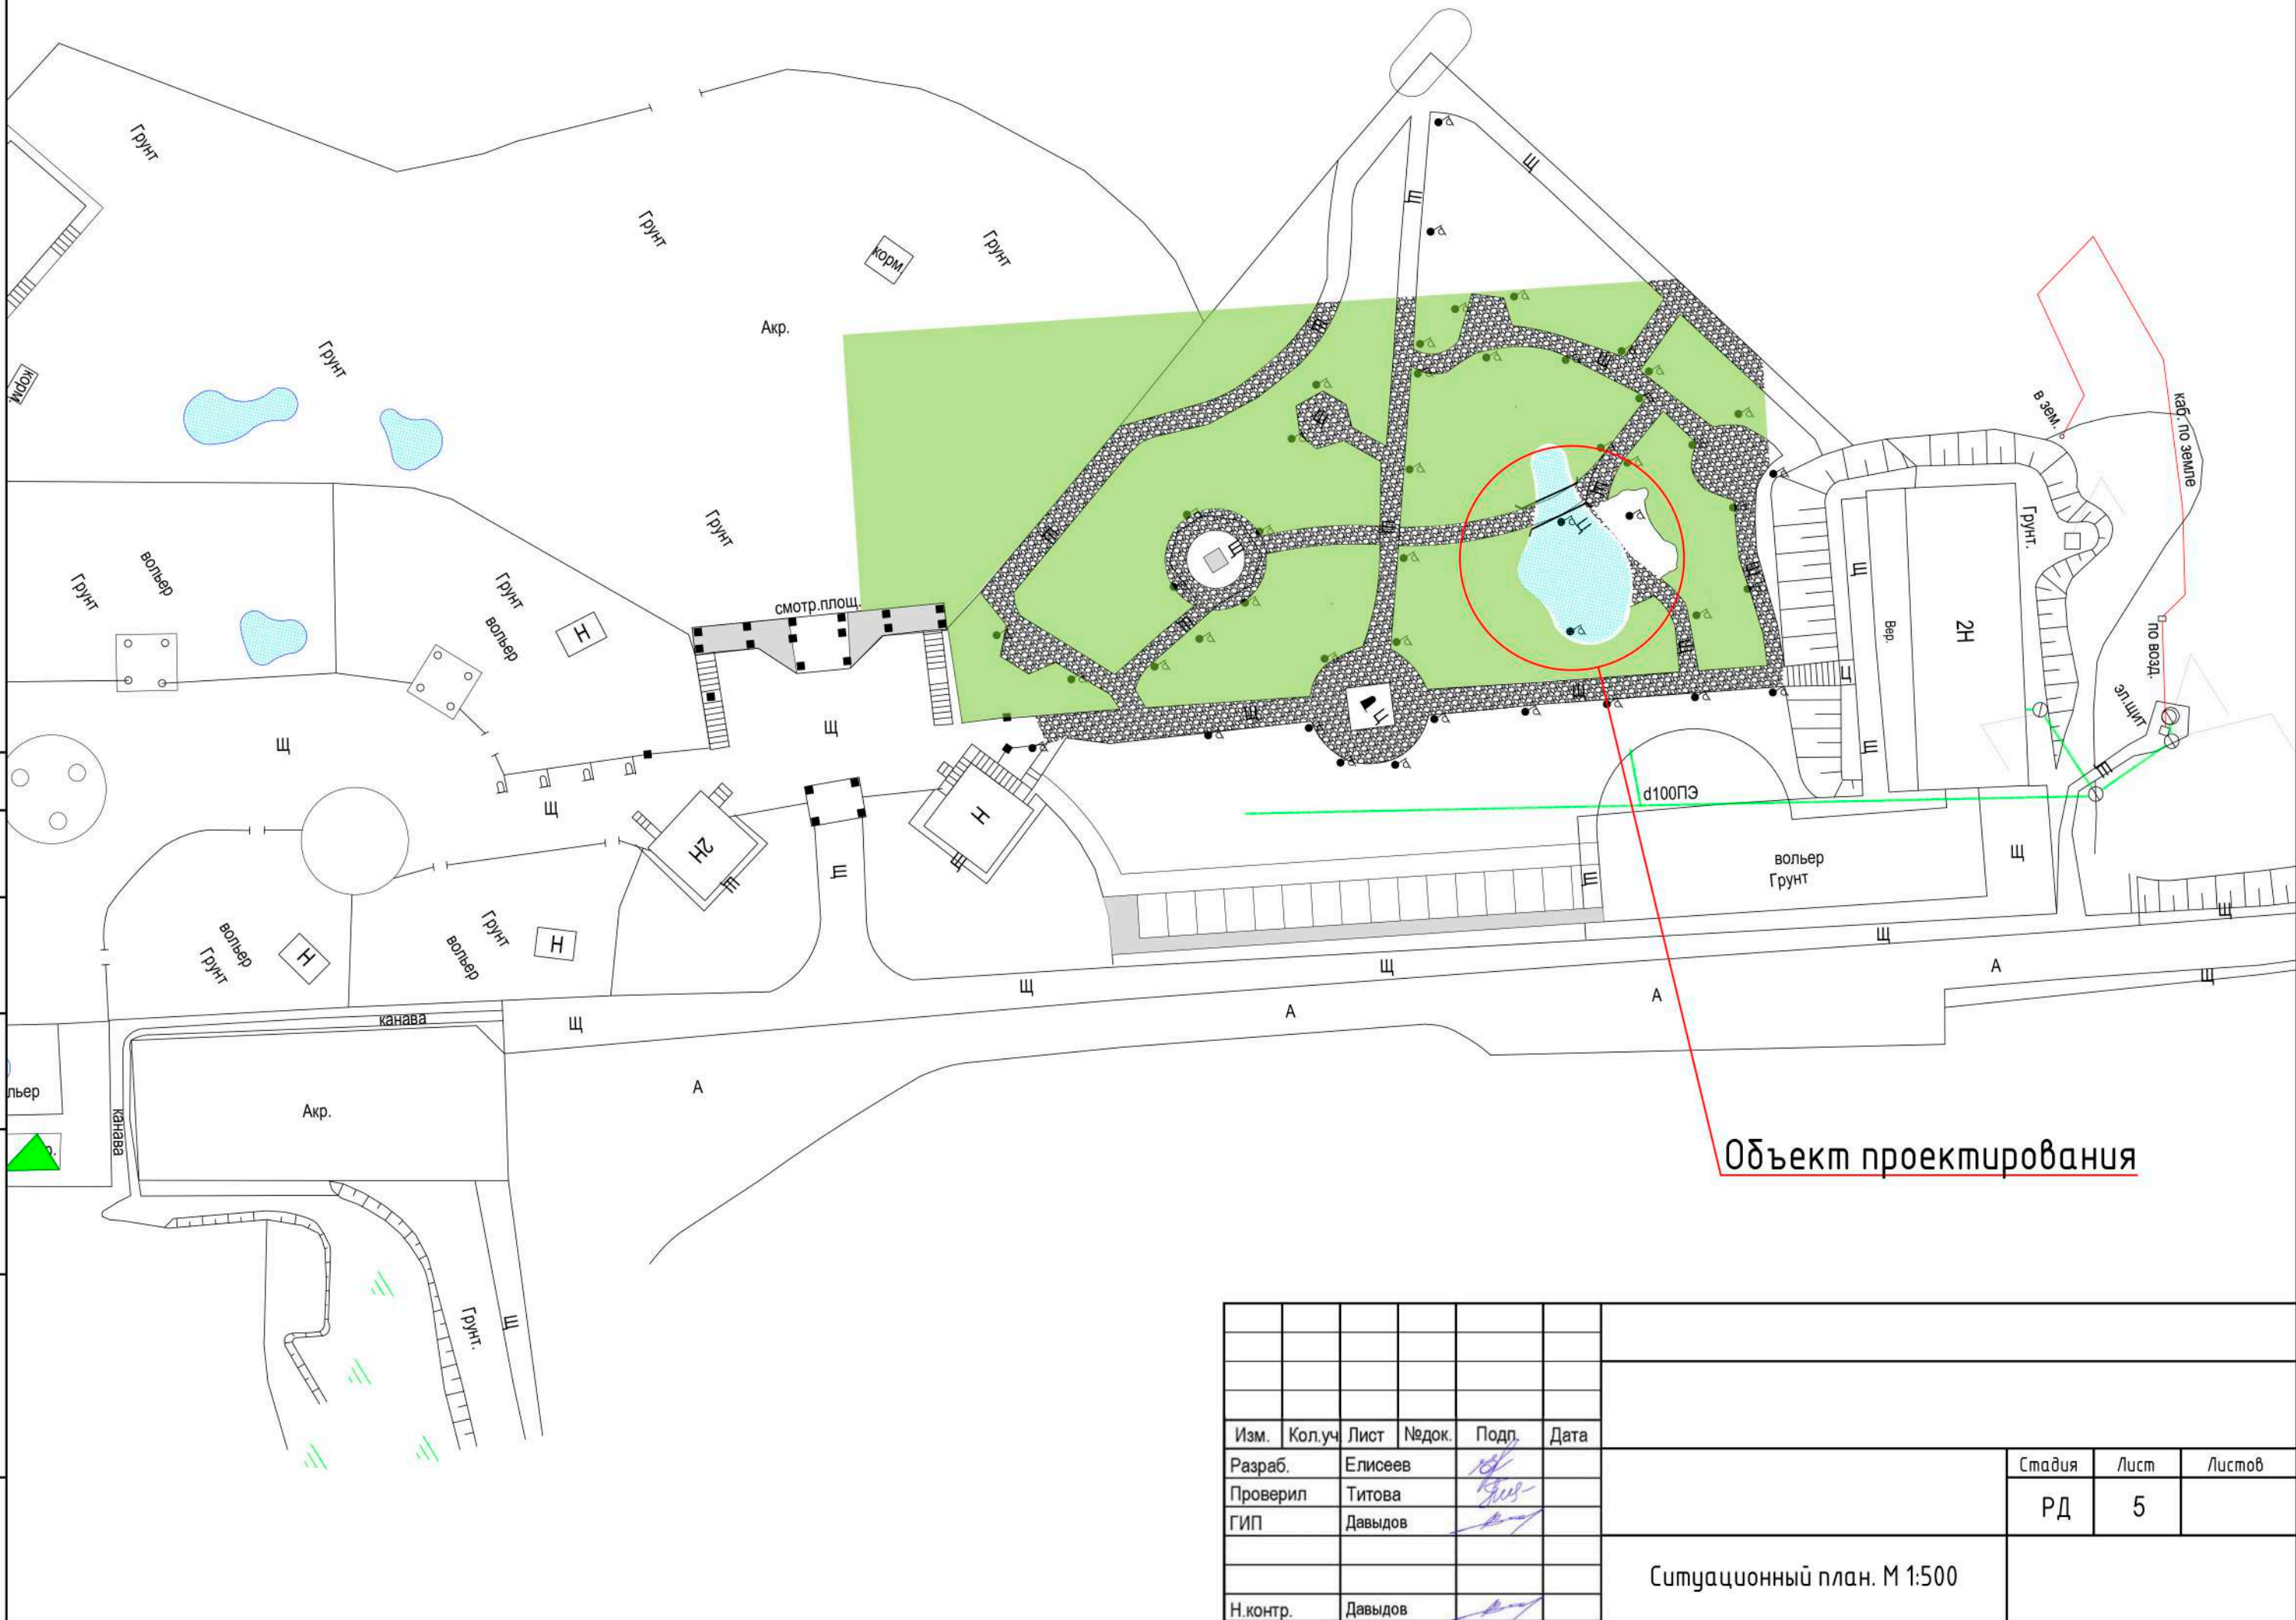 Щ
Грунт
Щ
Грунт
Грунт
корм.
Акр.
Грунт
корм.
Щ
Щ
Щ
в зем.
каб. по земле
Щ
Грунт
вольер
Грунт
Грунт
вольер
Н
Щ
Щ
Щ
Щ
Ц
Щ
Грунт.
Щ
Вер.
2Н
смотр.площ.
Щ
Щ
Щ
Щ
Щ
Ц
Щ
Ц
Щ
по возд.
эл.щит
Щ
Щ
Щ
Щ
d100ПЭ
2Н
Щ
Щ
Н
Щ
Щ
вольер
Грунт
Щ
вольер
Грунт
Н
Грунт
вольер
Н
Щ
Щ
Щ
Щ
А
Щ
Щ
А
А
А
канава
Щ
льер
канава
Акр.
Объект проектирования
Грунт.
Щ
Изм. Кол.уч Лист №док. Подп. Дата
Разраб. Елисеев
Проверил Титова
ГИП Давыдов
Н.контр. Давыдов
Стадия Лист Листов
РД 5
Ситуационный план. М 1:500